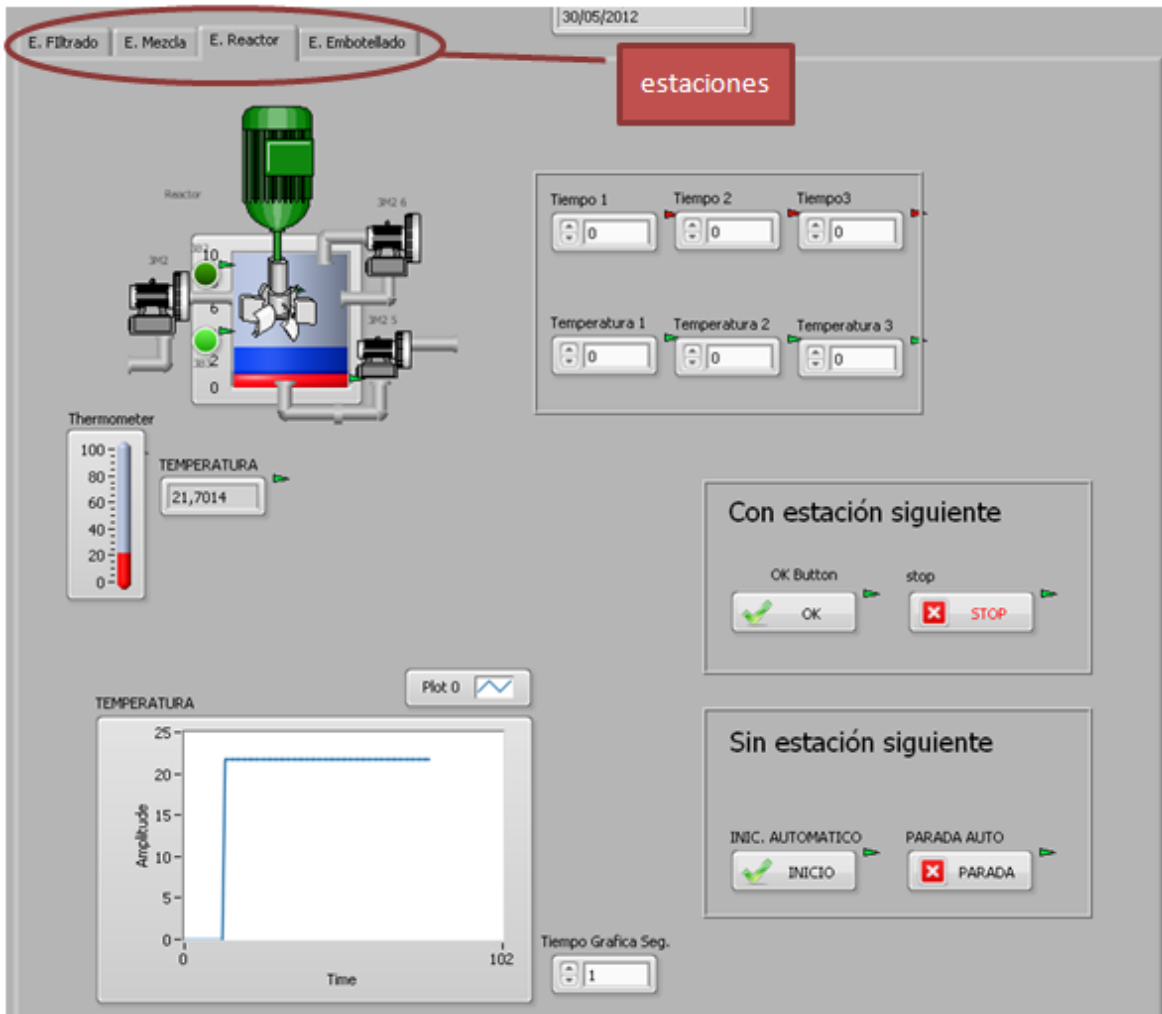 30/05/2012
E. FIltrado
E. Mezcla
E. Reactor
E. Embotellado
estaciones
Reactor
3M2 6
3B2
3M2
10
6
3M2 5
3B3
2
0
Tiempo 1
Tiempo 2
Tiempo3
0
0
0
Temperatura 1
Temperatura 2
Temperatura 3
0
0
0
Thermometer
100
80
60
40
20
0
TEMPERATURA
21,7014
Con estación siguiente
OK Button
stop
OK
STOP
Plot 0
TEMPERATURA
25
20
15
10
5
0
Amplitude
0
102
Time
Tiempo Grafica Seg.
1
Sin estación siguiente
INIC. AUTOMATICO
PARADA AUTO
INICIO
PARADA